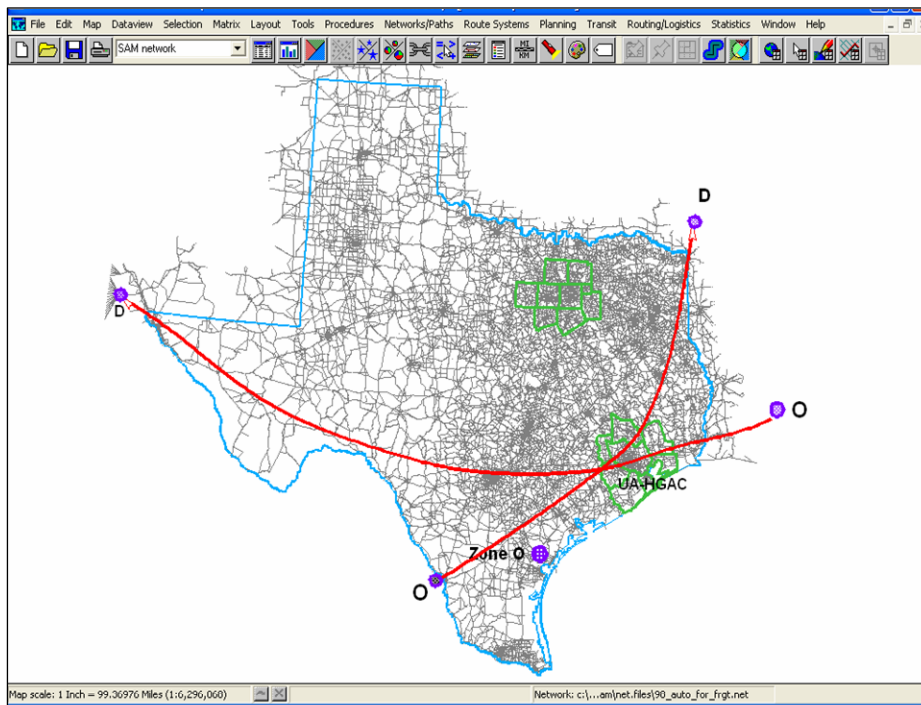 File Edit Map Dataview Selection Matrix Layout Tools Procedures Networks/Paths Route Systems Planning Transit Routing/Logistics Statistics Window Help
SAM network
MI
KM
D
D
O
UA-HGAC
Zone O
O
Map scale: 1 Inch = 99.36976 Miles (1:6,296,060)
Network: c:\...am\net.files\90_auto_for_frgt.net